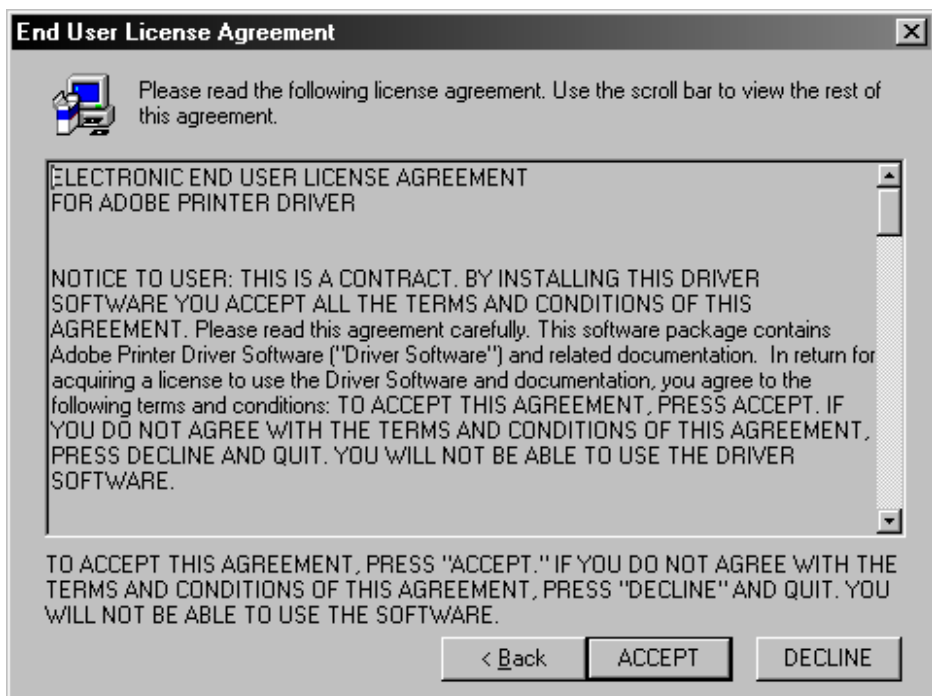 End User License Agreement
Please read the following license agreement. Use the scroll bar to view the rest of
this agreement.
ELECTRONIC END USER LICENSE AGREEMENT
FOR ADOBE PRINTER DRIVER
NOTICE TO USER: THIS IS A CONTRACT. BY INSTALLING THIS DRIVER
SOFTWARE YOU ACCEPT ALL THE TERMS AND CONDITIONS OF THIS
AGREEMENT. Please read this agreement carefully. This software package contains
Adobe Printer Driver Software ("Driver Software") and related documentation.  In return for
acquiring a license to use the Driver Software and documentation, you agree to the
following terms and conditions: TO ACCEPT THIS AGREEMENT, PRESS ACCEPT. IF
YOU DO NOT AGREE WITH THE TERMS AND CONDITIONS OF THIS AGREEMENT,
PRESS DECLINE AND QUIT. YOU WILL NOT BE ABLE TO USE THE DRIVER
SOFTWARE.
TO ACCEPT THIS AGREEMENT, PRESS "ACCEPT." IF YOU DO NOT AGREE WITH THE
TERMS AND CONDITIONS OF THIS AGREEMENT, PRESS "DECLINE" AND QUIT. YOU
WILL NOT BE ABLE TO USE THE SOFTWARE.
< Back ACCEPT DECLINE